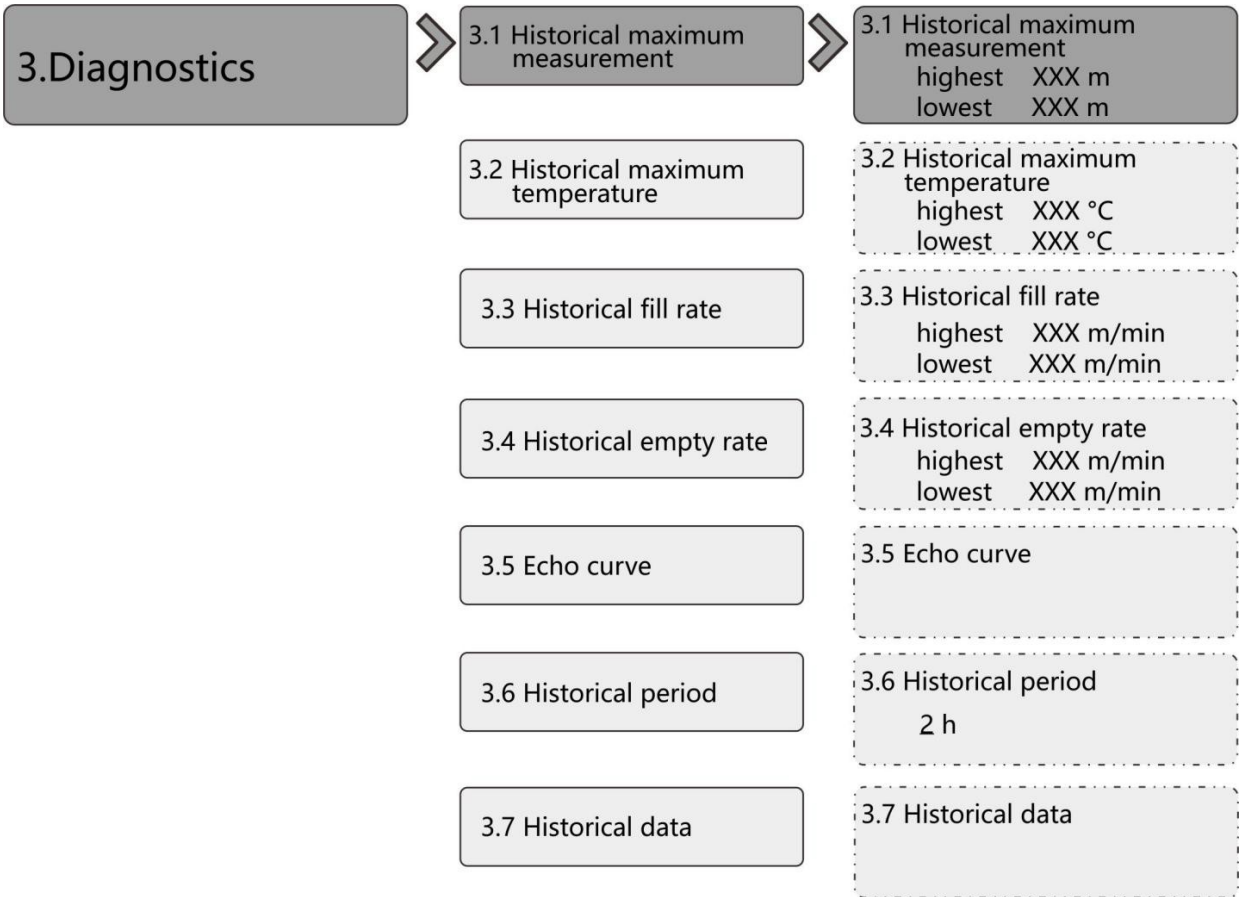 3.Diagnostics
3.1 Historical maximum
measurement
3.1 Historical maximum
measurement
highest XXX m
lowest XXX m
3.2 Historical maximum
temperature
3.2 Historical maximum
temperature
highest XXX °C
lowest XXX °C
3.3 Historical fill rate
3.3 Historical fill rate
highest XXX m/min
lowest XXX m/min
3.4 Historical empty rate
3.4 Historical empty rate
highest XXX m/min
lowest XXX m/min
3.5 Echo curve
3.5 Echo curve
3.6 Historical period
3.6 Historical period
2 h
3.7 Historical data
3.7 Historical data